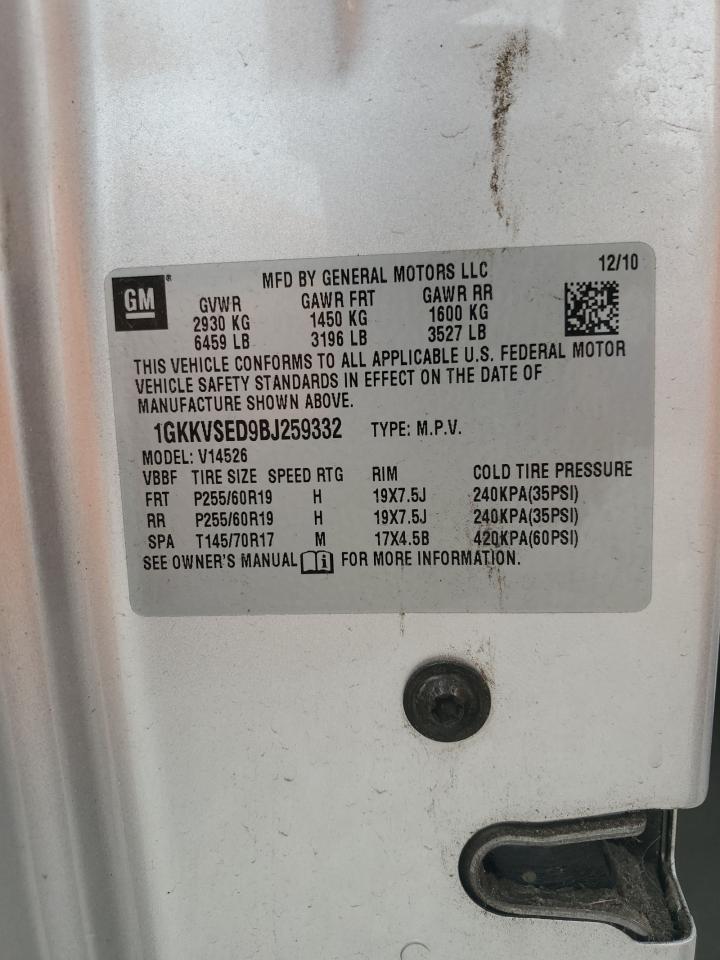 GM ® MFD BY GENERAL MOTORS LLC 12/10
GVWR GAWR FRT GAWR RR
2930 KG 1450 KG 1600 KG
6459 LB 3196 LB 3527 LB
THIS VEHICLE CONFORMS TO ALL APPLICABLE U.S. FEDERAL MOTOR
VEHICLE SAFETY STANDARDS IN EFFECT ON THE DATE OF
MANUFACTURE SHOWN ABOVE.
1GKKVSED9BJ259332 TYPE: M.P.V.
MODEL: V14526
VBBF TIRE SIZE SPEED RTG RIM COLD TIRE PRESSURE
FRT P255/60R19 H 19X7.5J 240KPA(35PSI)
RR P255/60R19 H 19X7.5J 240KPA(35PSI)
SPA T145/70R17 M 17X4.5B 420KPA(60PSI)
SEE OWNER'S MANUAL i FOR MORE INFORMATION.